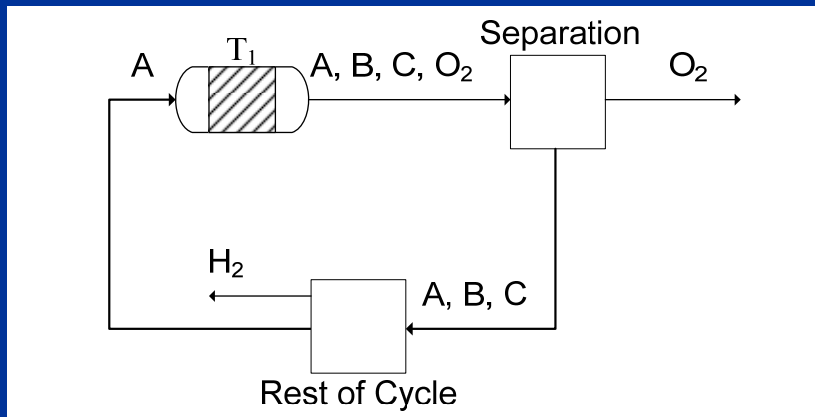 Separation
T₁
A
A, B, C, O₂
O₂
H₂
A, B, C
Rest of Cycle